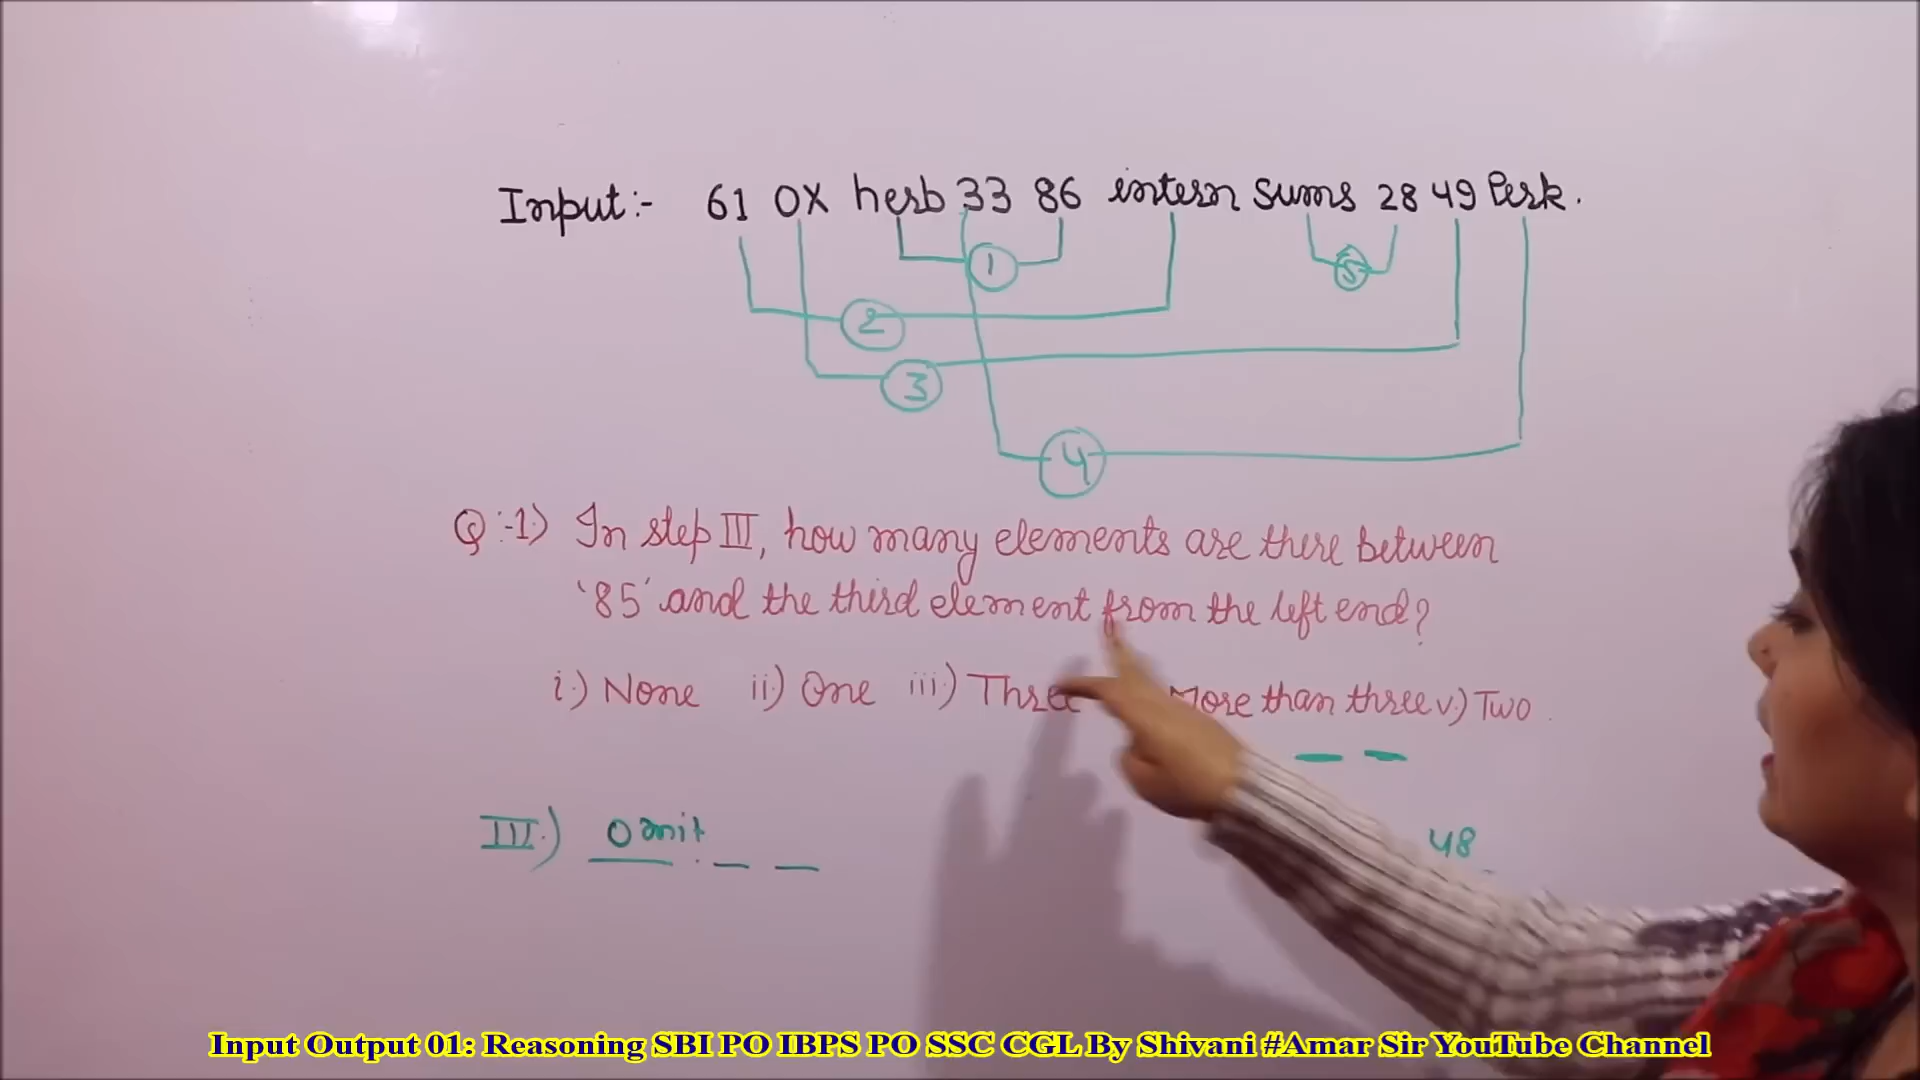 Input:- 61 OX herb 33 86 intern sums 28 49 Perk.
1
5
2
3
4
Q:-1) In step III, how many elements are there between
'85' and the third element from the left end?
i) None ii) One iii) Three More than three v) Two
III) Omit 48
Input Output 01: Reasoning SBI PO IBPS PO SSC CGL By Shivani #Amar Sir YouTube Channel